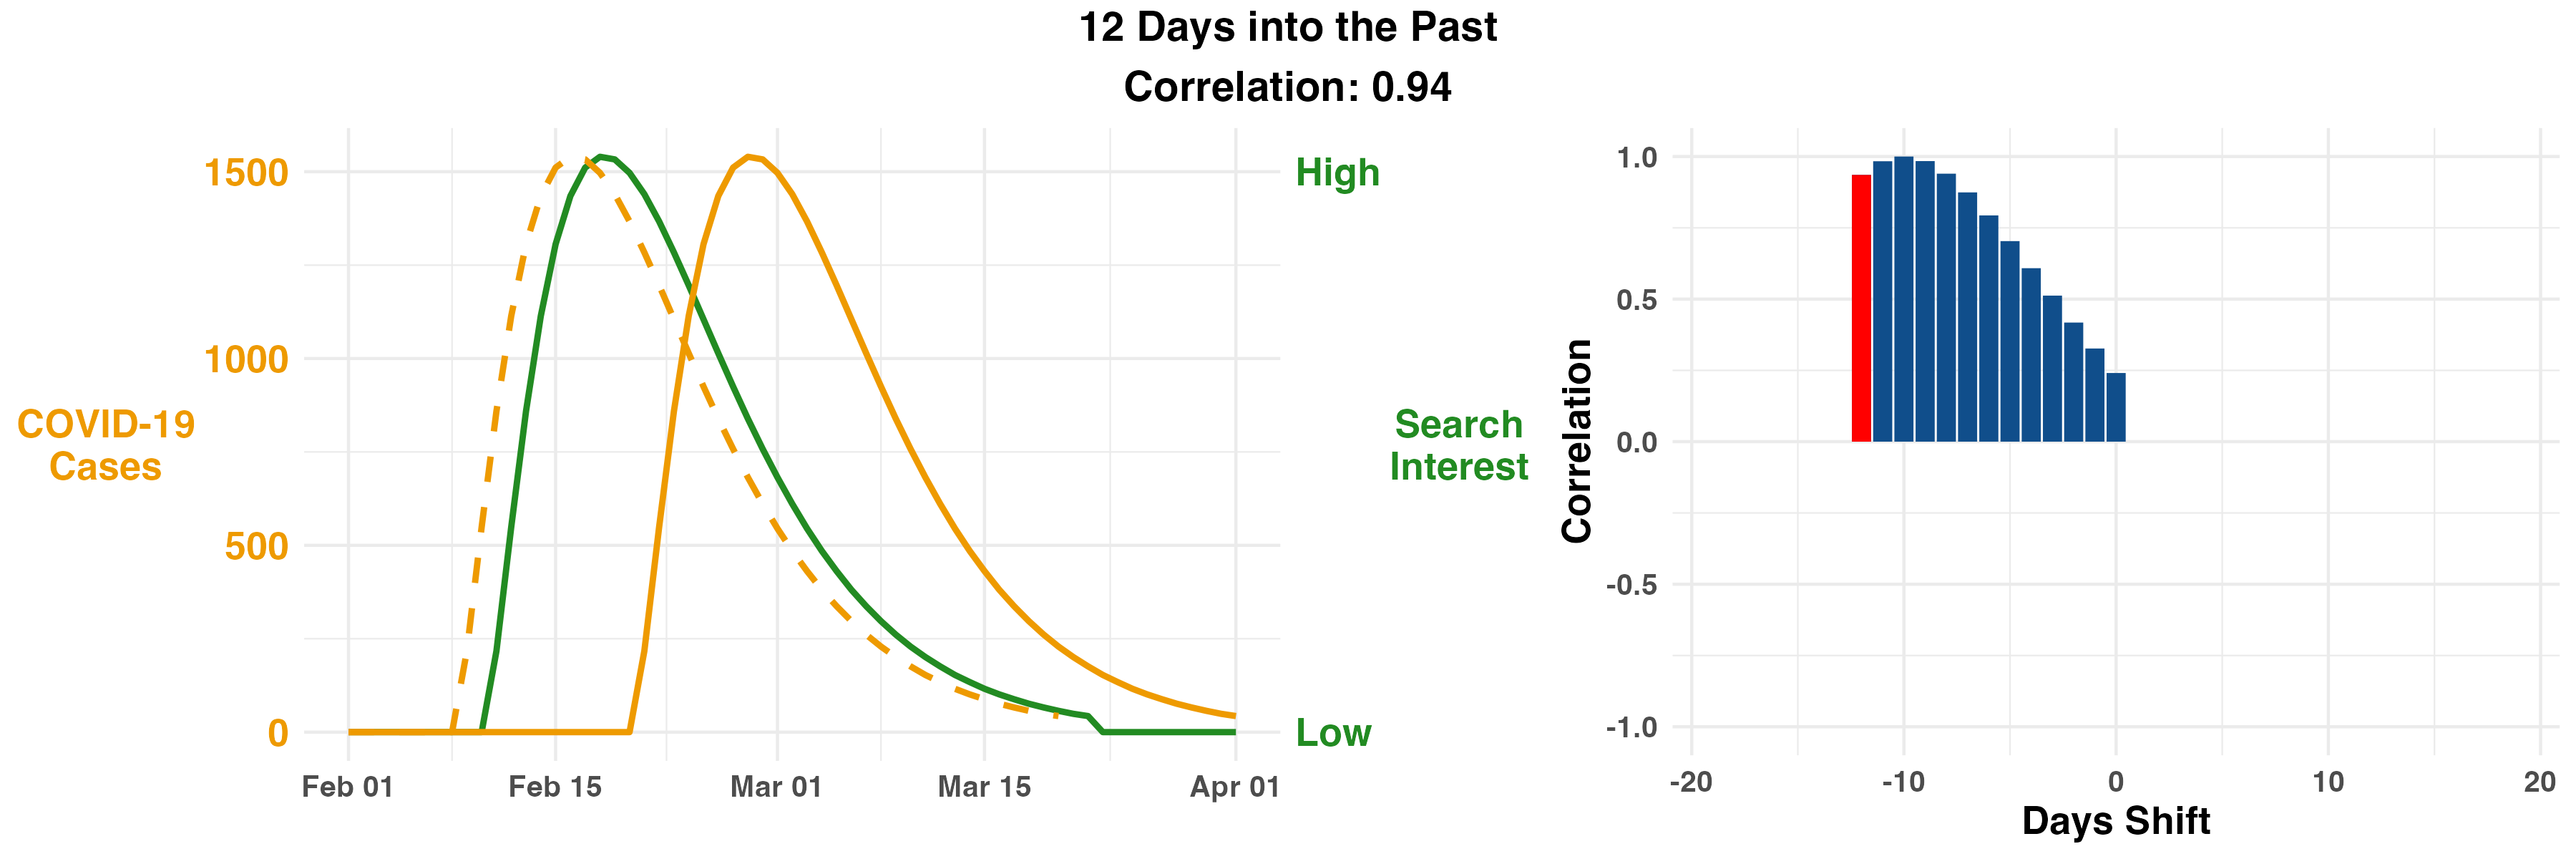 12 Days into the Past
Correlation: 0.94
COVID-19
Cases
1500
1000
500
0
Feb 01
Feb 15
Mar 01
Mar 15
Apr 01
High
Low
Search
Interest
Correlation
1.0
0.5
0.0
-0.5
-1.0
-20
-10
0
10
20
Days Shift